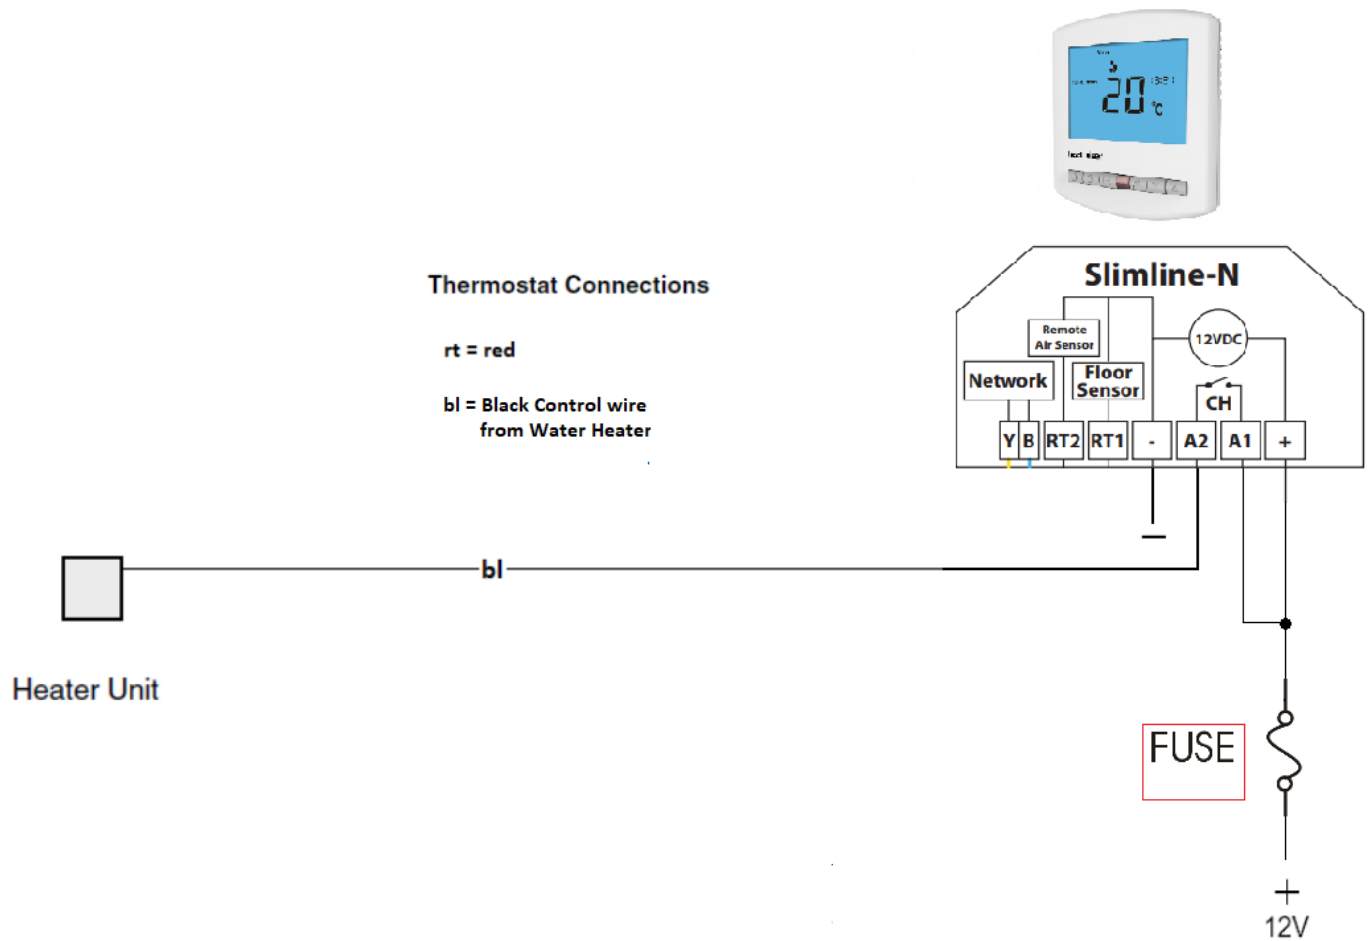 20 °C
Slimline-N
Thermostat Connections
Remote
Air Sensor
12VDC
rt = red
Network
Floor
Sensor
CH
bl = Black Control wire
from Water Heater
Y B RT2 RT1 - A2 A1 +
bl
Heater Unit
FUSE
+
12V